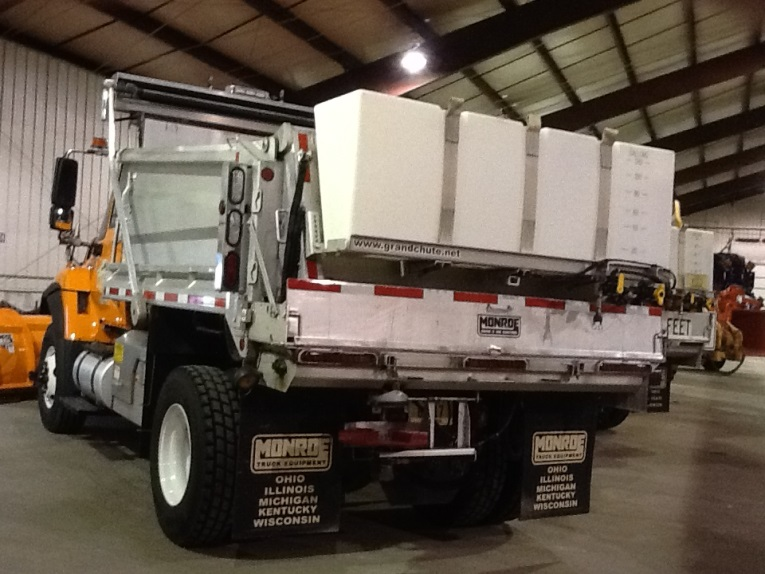 www.grandchute.net
MONROE
FEET
MONROE
TRUCK EQUIPMENT
OHIO
ILLINOIS
MICHIGAN
KENTUCKY
WISCONSIN
MONROE
TRUCK EQUIPMENT
OHIO
ILLINOIS
MICHIGAN
KENTUCKY
WISCONSIN